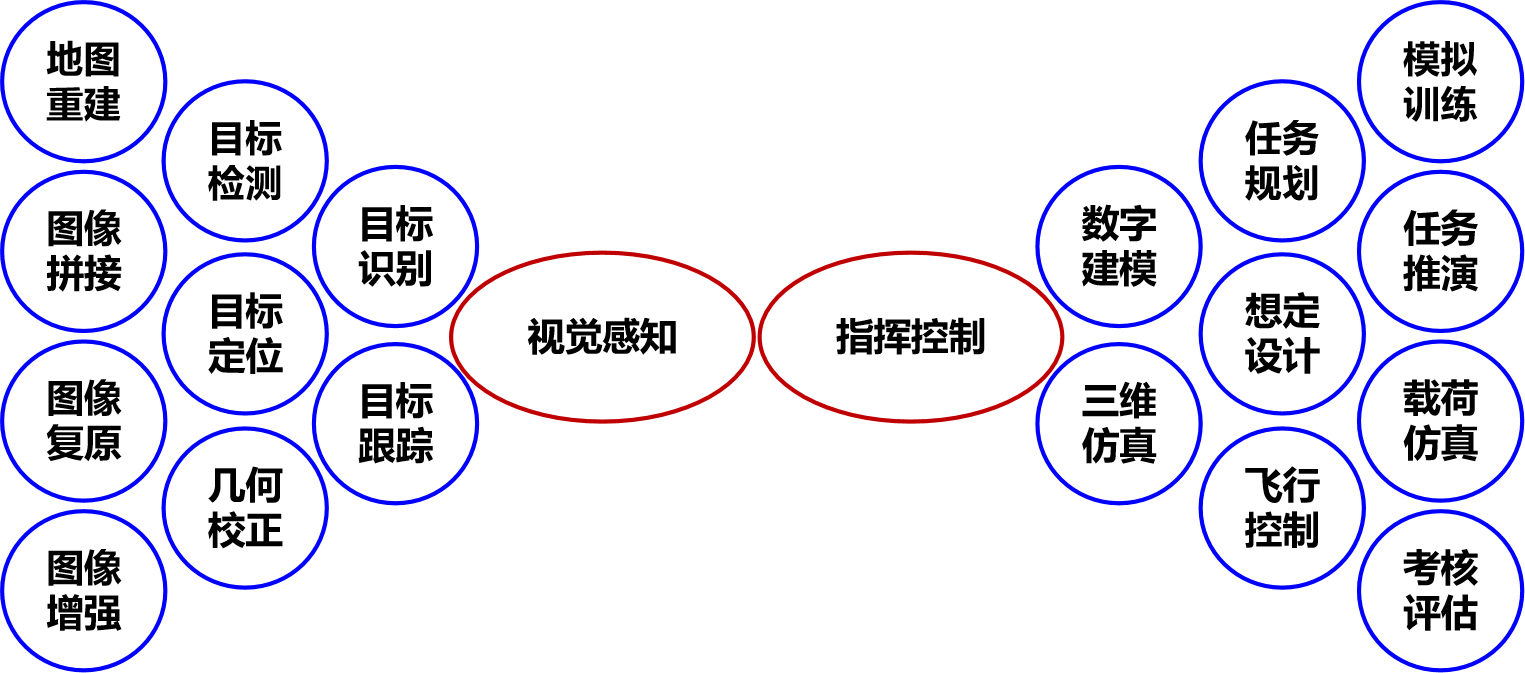 地图
重建
图像
拼接
图像
复原
图像
增强
目标
检测
目标
定位
几何
校正
目标
识别
目标
跟踪
视觉感知
指挥控制
数字
建模
三维
仿真
任务
规划
想定
设计
飞行
控制
模拟
训练
任务
推演
载荷
仿真
考核
评估